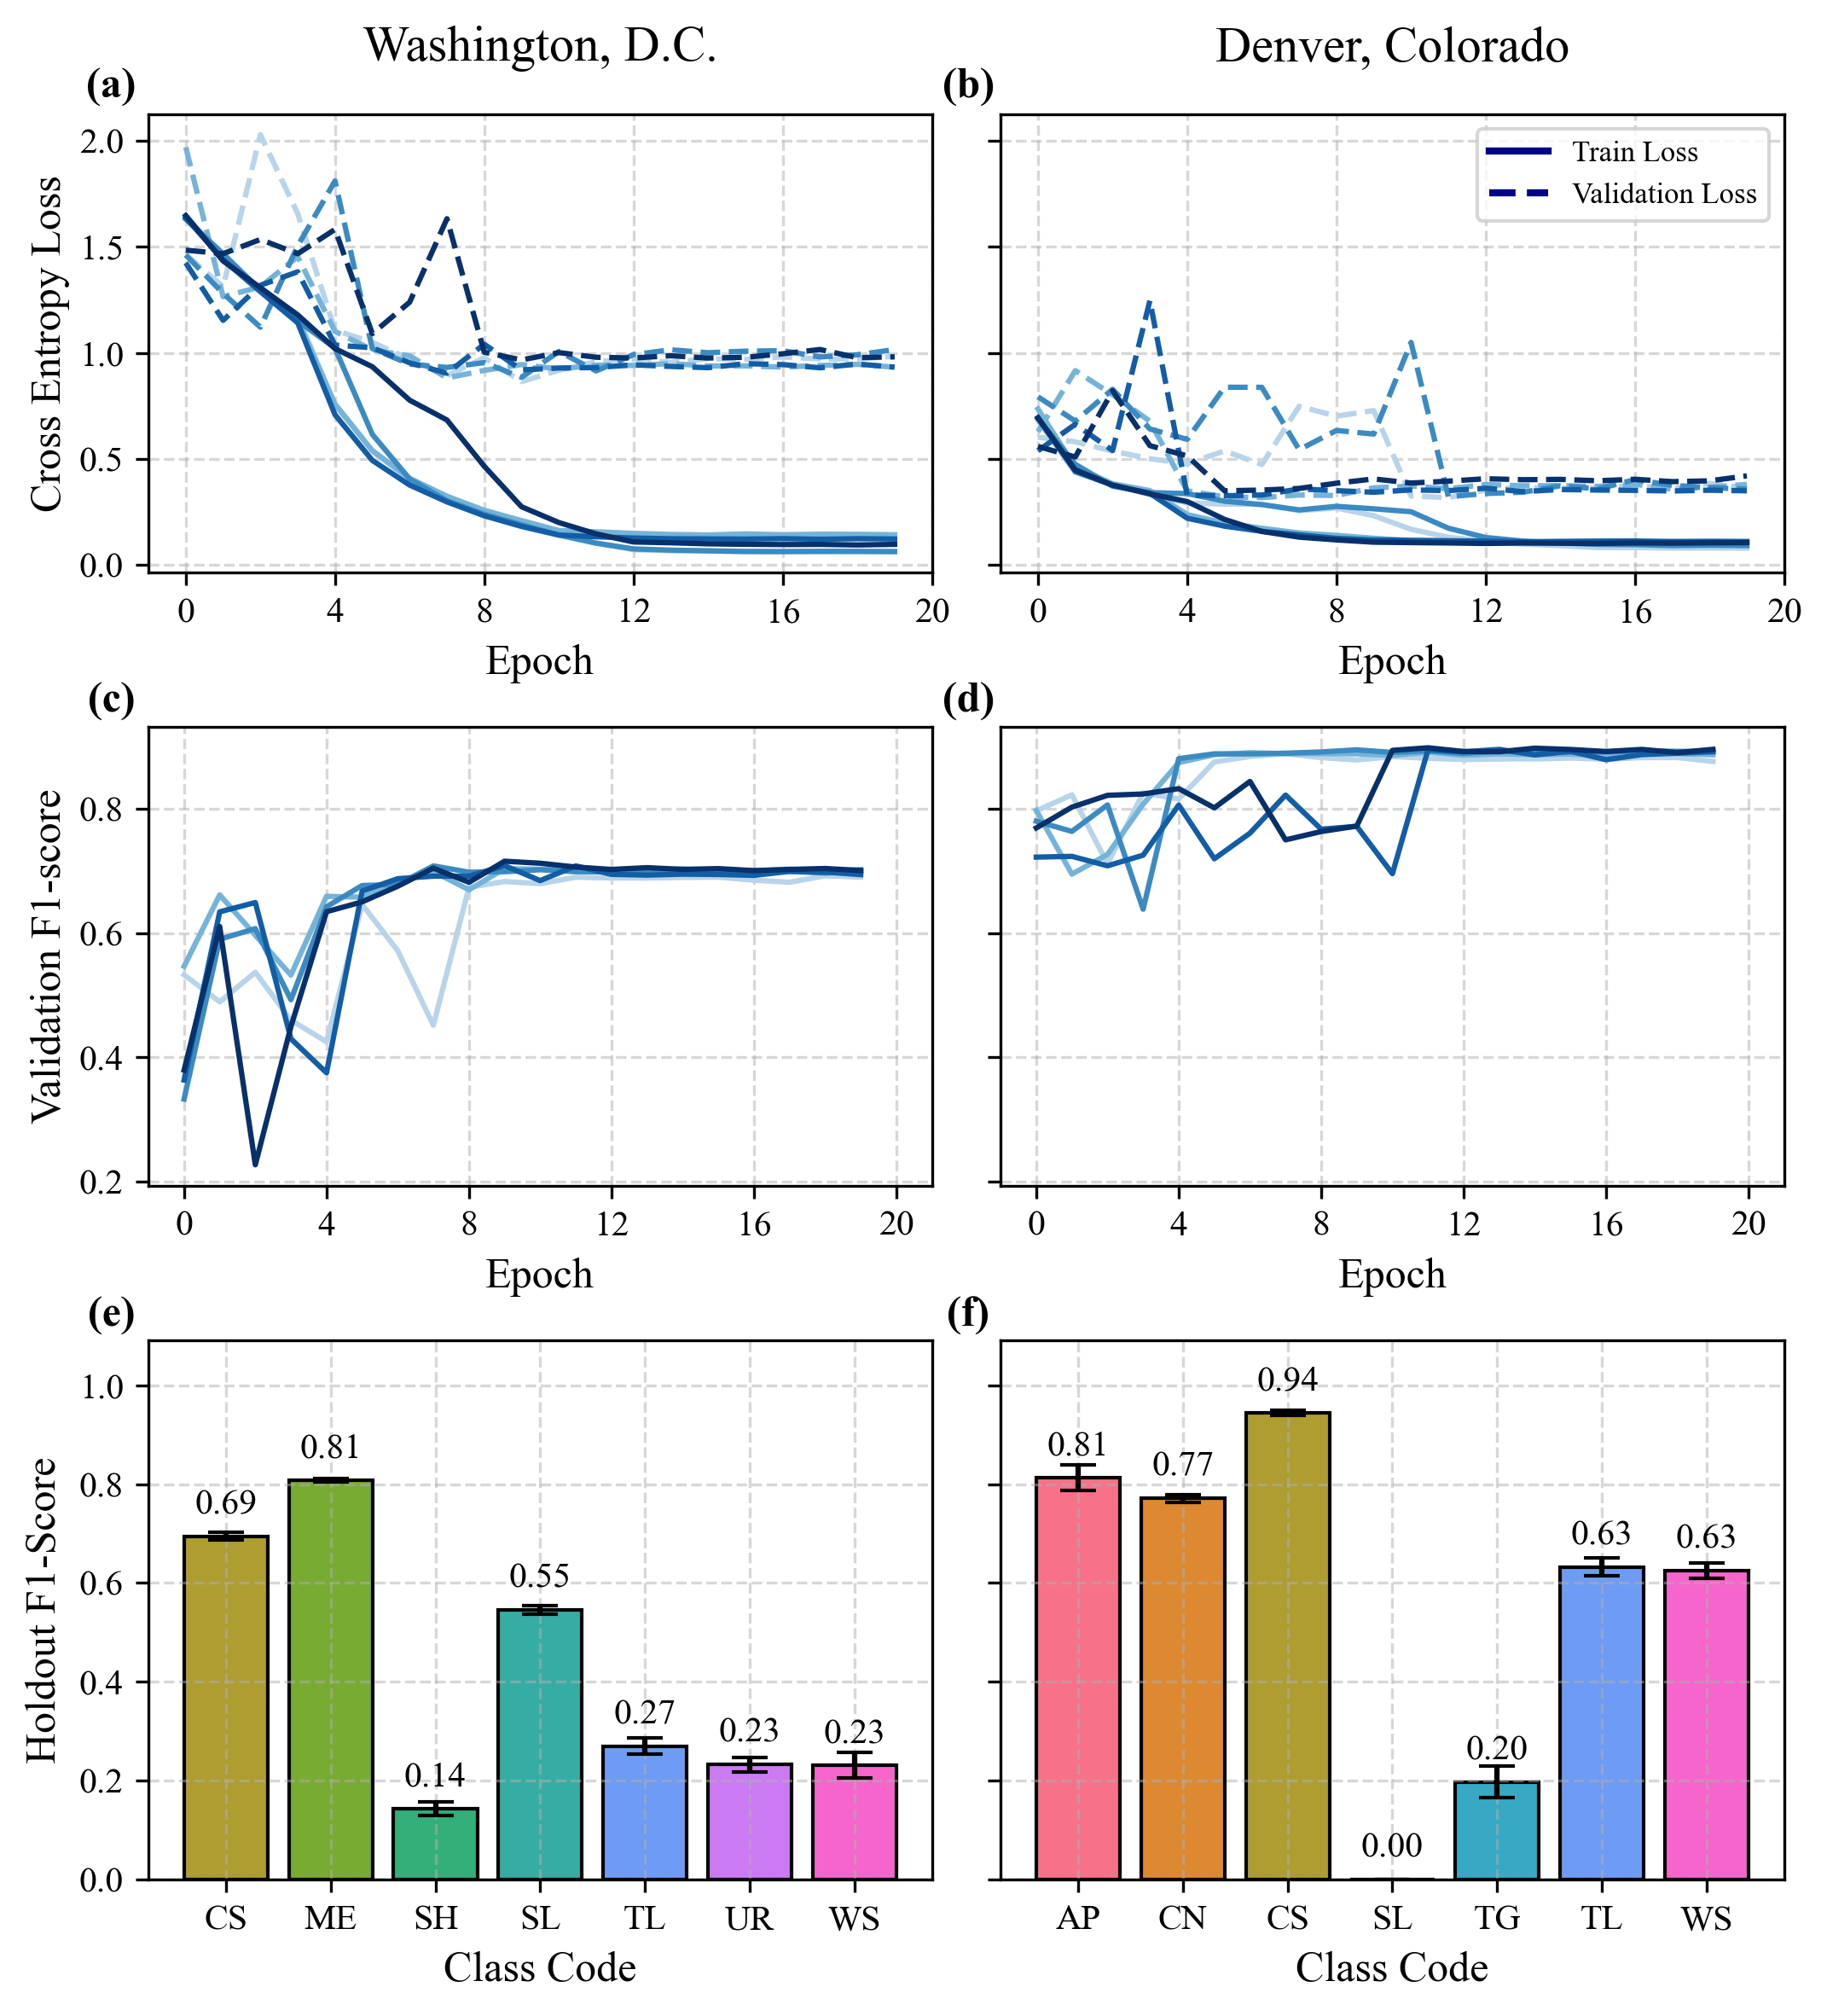 Washington, D.C.
Denver, Colorado
(a)
(b)
Cross Entropy Loss
2.0
1.5
1.0
0.5
0.0
Train Loss
Validation Loss
0 4 8 12 16 20
0 4 8 12 16 20
Epoch
Epoch
(c)
(d)
Validation F1-score
0.8
0.6
0.4
0.2
0 4 8 12 16 20
0 4 8 12 16 20
Epoch
Epoch
(e)
(f)
Holdout F1-Score
1.0
0.8
0.6
0.4
0.2
0.0
0.69
0.81
0.14
0.55
0.27
0.23
0.23
0.81
0.77
0.94
0.00
0.20
0.63
0.63
CS ME SH SL TL UR WS
AP CN CS SL TG TL WS
Class Code
Class Code